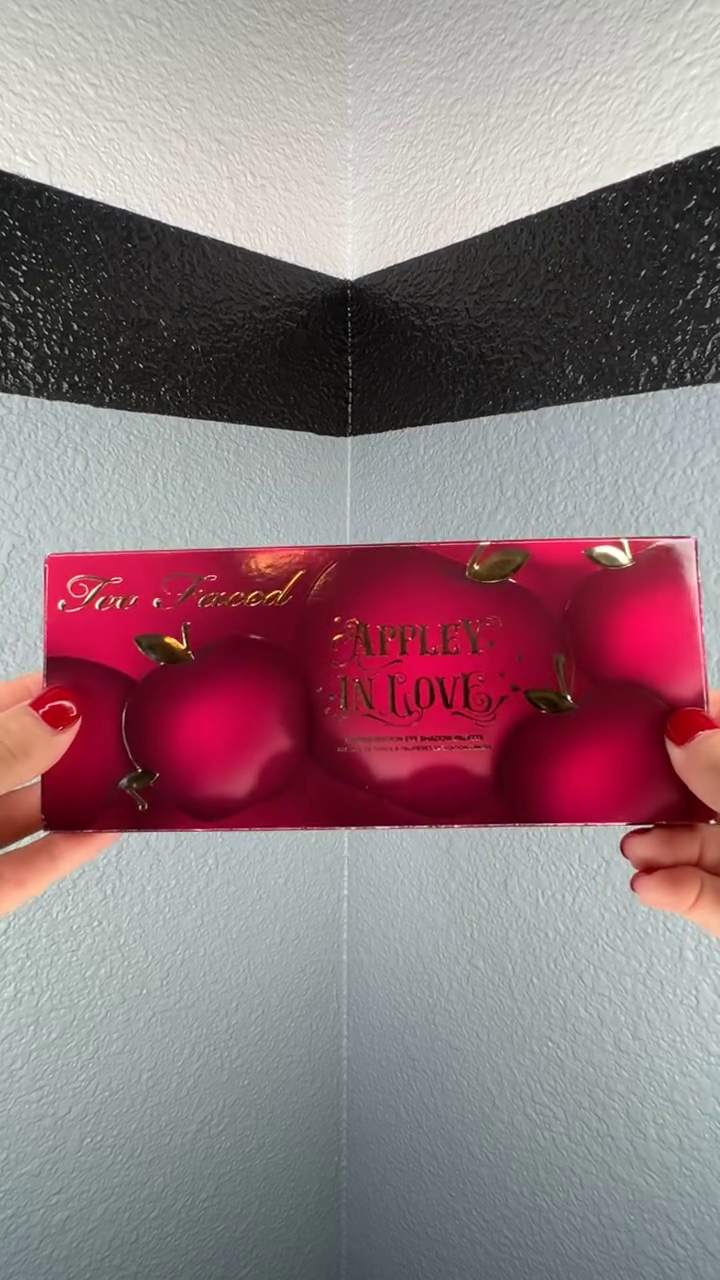 Too Faced
APPLEY
IN LOVE
LIMITED EDITION EYE SHADOW PALETTE